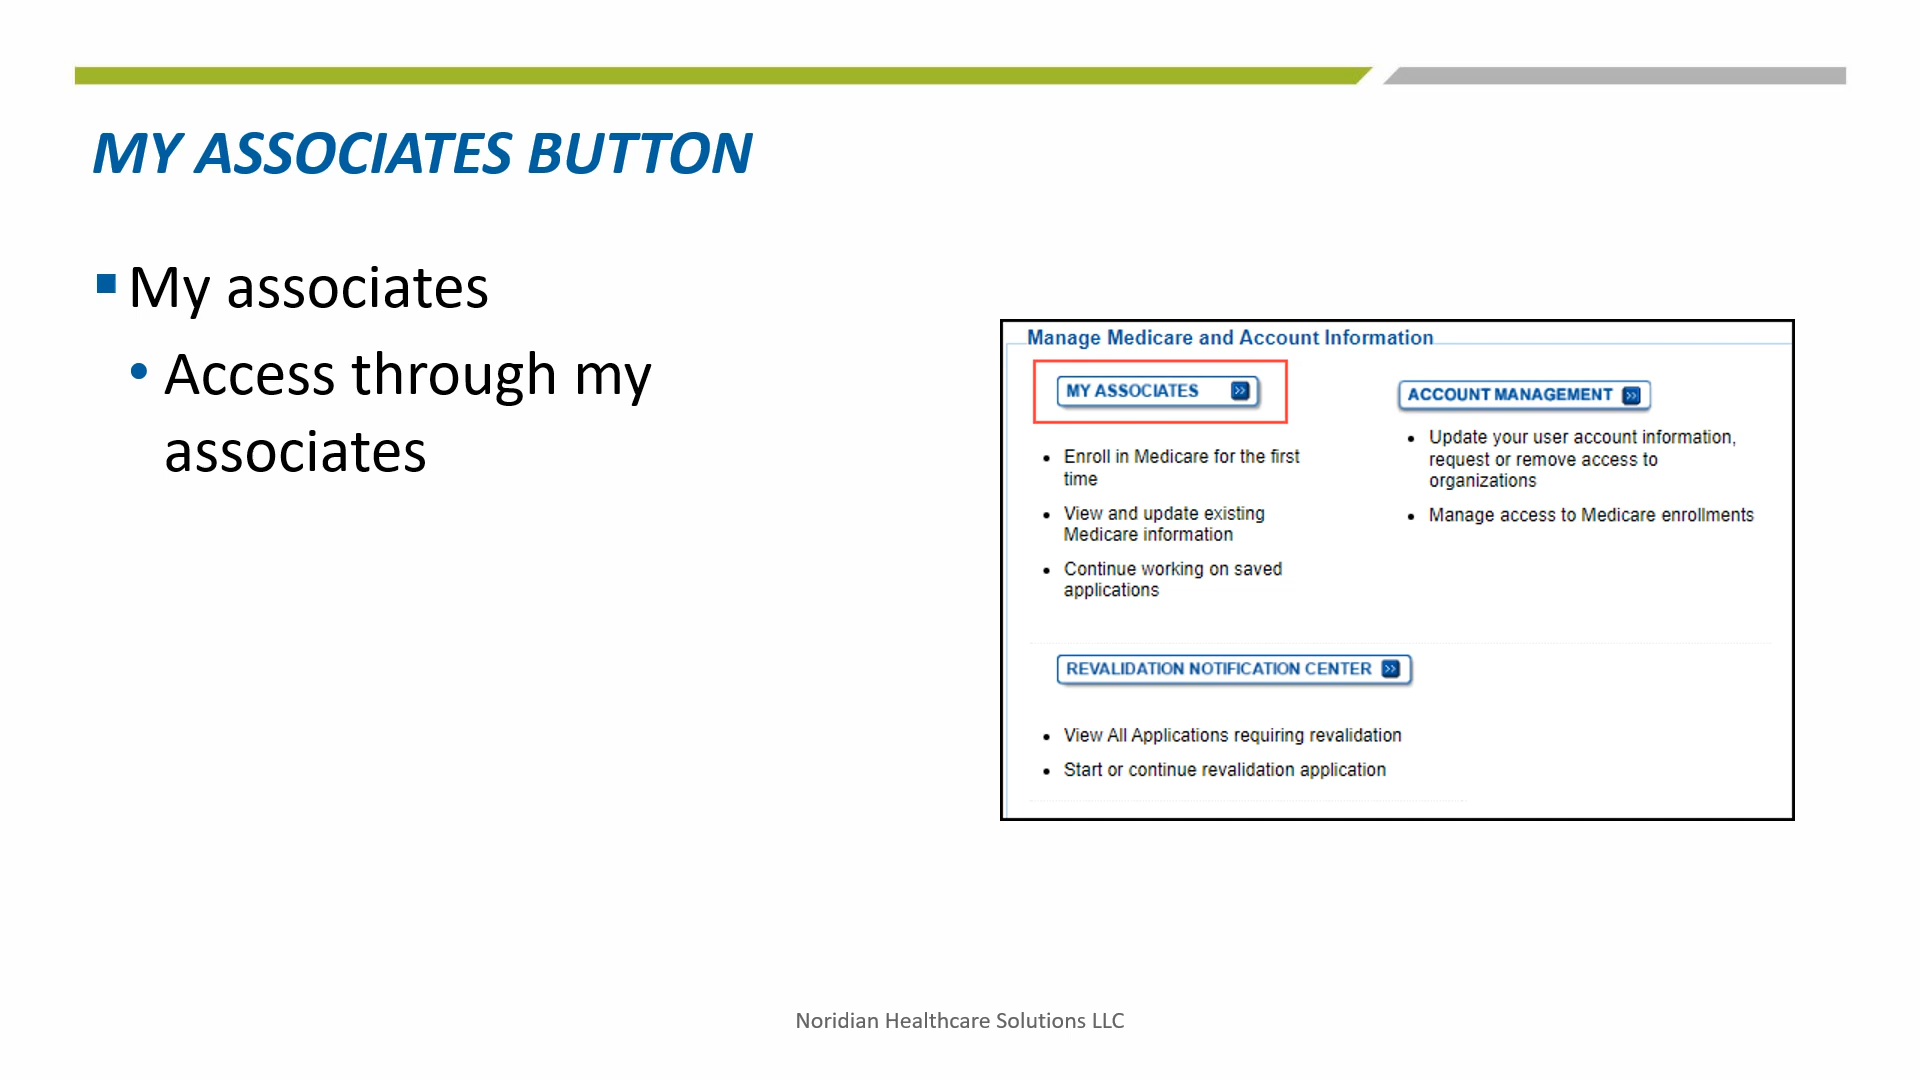 MY ASSOCIATES BUTTON
My associates
Access through my
associates
Manage Medicare and Account Information
MY ASSOCIATES
Enroll in Medicare for the first
time
View and update existing
Medicare information
Continue working on saved
applications
ACCOUNT MANAGEMENT
Update your user account information,
request or remove access to
organizations
Manage access to Medicare enrollments
REVALIDATION NOTIFICATION CENTER
View All Applications requiring revalidation
Start or continue revalidation application
Noridian Healthcare Solutions LLC